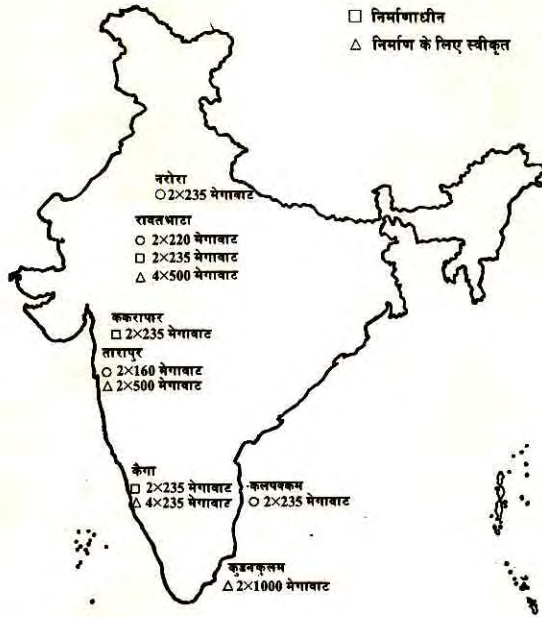 □ निर्माणाधीन
△ निर्माण के लिए स्वीकृत
नरोरा
○ 2×235 मेगावाट
रावतभाटा
○ 2×220 मेगावाट
□ 2×235 मेगावाट
△ 4×500 मेगावाट
ककरापार
□ 2×235 मेगावाट
तारापुर
○ 2×160 मेगावाट
△ 2×500 मेगावाट
कैगा
□ 2×235 मेगावाट
△ 4×235 मेगावाट
कलपक्कम
○ 2×235 मेगावाट
कुडनकुलम
△ 2×1000 मेगावाट